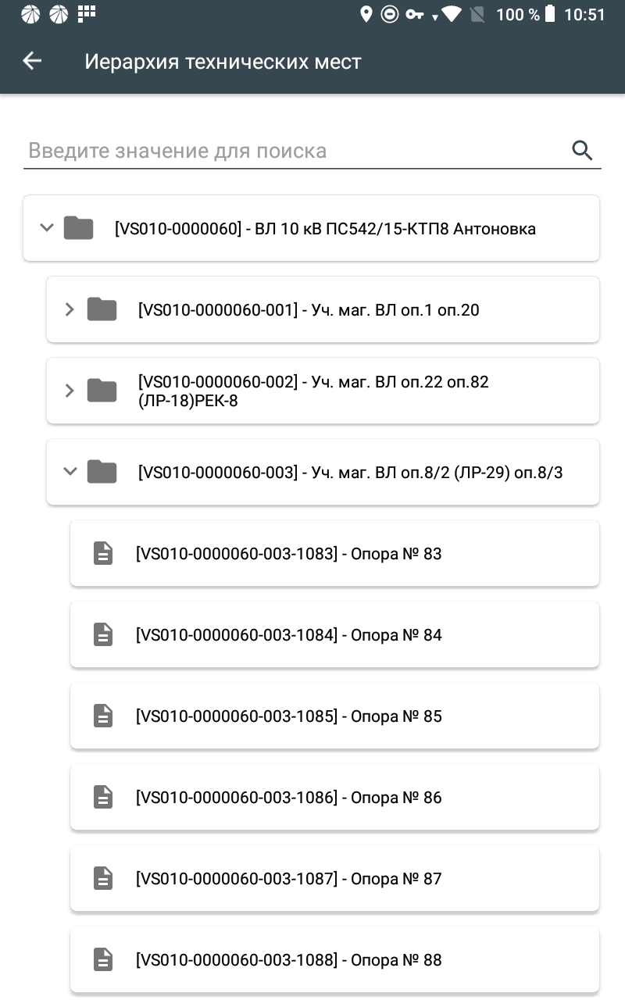 100 % 10:51
Иерархия технических мест
Введите значение для поиска
[VS010-0000060] - ВЛ 10 кВ ПС542/15-КТП8 Антоновка
[VS010-0000060-001] - Уч. маг. ВЛ оп.1 оп.20
[VS010-0000060-002] - Уч. маг. ВЛ оп.22 оп.82
(ЛР-18)РЕК-8
[VS010-0000060-003] - Уч. маг. ВЛ оп.8/2 (ЛР-29) оп.8/3
[VS010-0000060-003-1083] - Опора № 83
[VS010-0000060-003-1084] - Опора № 84
[VS010-0000060-003-1085] - Опора № 85
[VS010-0000060-003-1086] - Опора № 86
[VS010-0000060-003-1087] - Опора № 87
[VS010-0000060-003-1088] - Опора № 88